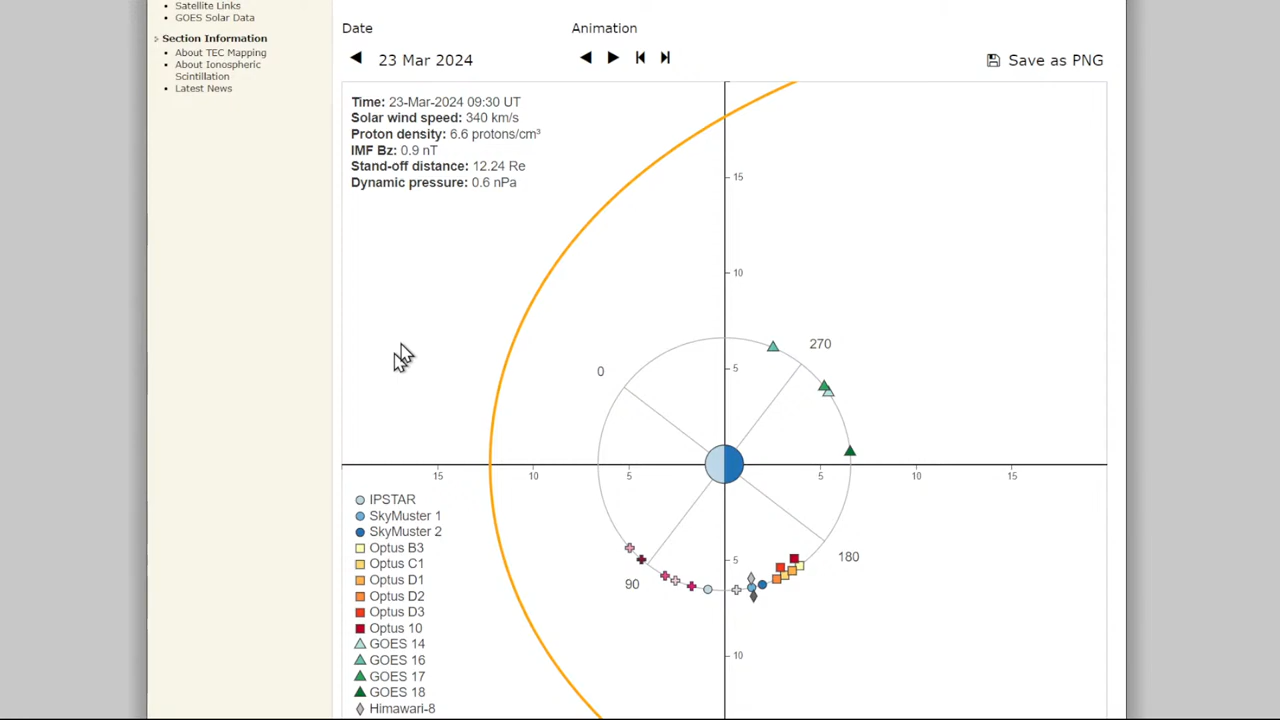 Satellite Links
GOES Solar Data
Section Information
About TEC Mapping
About Ionospheric
Scintillation
Latest News
Date
Animation
23 Mar 2024
Save as PNG
Time: 23-Mar-2024 09:30 UT
Solar wind speed: 340 km/s
Proton density: 6.6 protons/cm³
IMF Bz: 0.9 nT
Stand-off distance: 12.24 Re
Dynamic pressure: 0.6 nPa
15
10
270
5
0
15
10
5
5
10
15
IPSTAR
SkyMuster 1
SkyMuster 2
Optus B3
Optus C1
Optus D1
Optus D2
Optus D3
Optus 10
GOES 14
GOES 16
GOES 17
GOES 18
Himawari-8
180
5
90
10